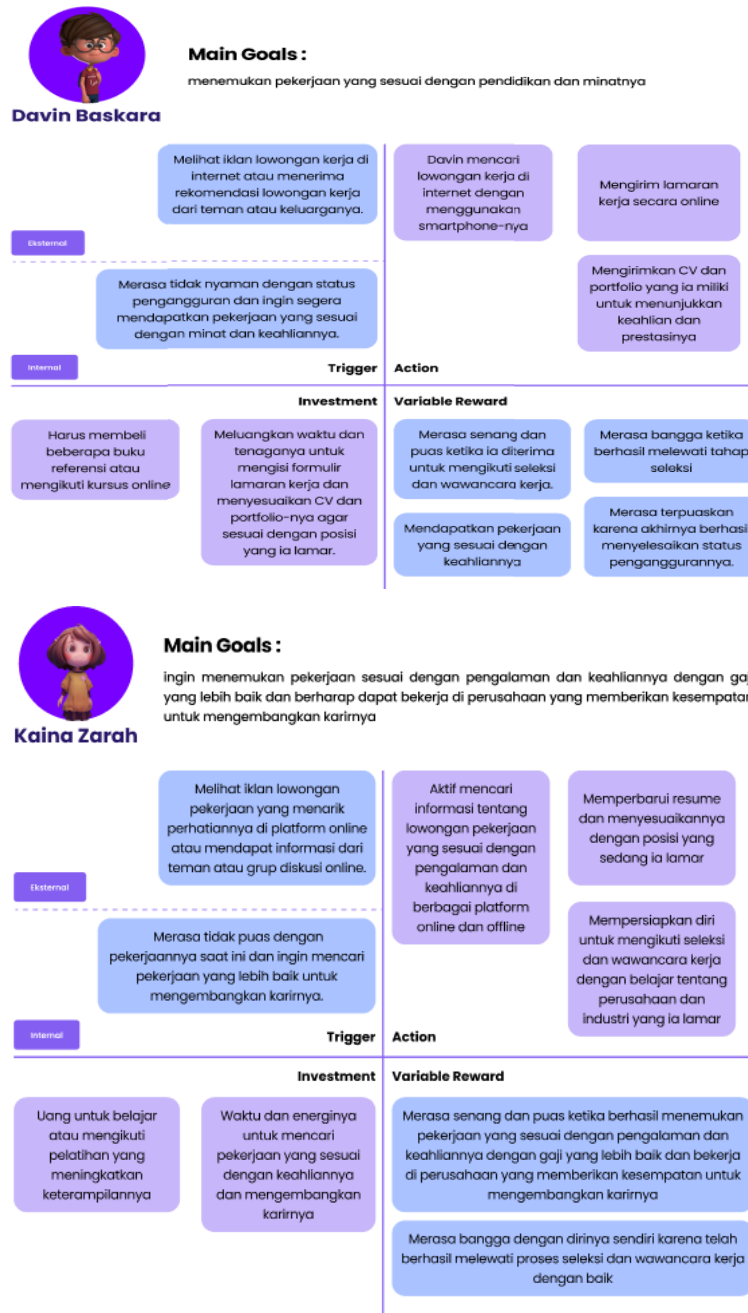 Main Goals :
menemukan pekerjaan yang sesuai dengan pendidikan dan minatnya
Davin Baskara
Melihat iklan lowongan kerja di
internet atau menerima
rekomendasi lowongan kerja
dari teman atau keluarganya.
Eksternal
Merasa tidak nyaman dengan status
pengangguran dan ingin segera
mendapatkan pekerjaan yang sesuai
dengan minat dan keahliannya.
Internal
Trigger
Davin mencari
lowongan kerja di
internet dengan
menggunakan
smartphone-nya
Mengirim lamaran
kerja secara online
Mengirimkan CV dan
portfolio yang ia miliki
untuk menunjukkan
keahlian dan
prestasinya
Action
Investment
Harus membeli
beberapa buku
referensi atau
mengikuti kursus online
Meluangkan waktu dan
tenaganya untuk
mengisi formulir
lamaran kerja dan
menyesuaikan CV dan
portfolio-nya agar
sesuai dengan posisi
yang ia lamar.
Variable Reward
Merasa senang dan
puas ketika ia diterima
untuk mengikuti seleksi
dan wawancara kerja.
Merasa bangga ketika
berhasil melewati tahap
seleksi
Mendapatkan pekerjaan
yang sesuai dengan
keahliannya
Merasa terpuaskan
karena akhirnya berhasil
menyelesaikan status
penganggurannya.
Main Goals :
ingin menemukan pekerjaan sesuai dengan pengalaman dan keahliannya dengan gaji
yang lebih baik dan berharap dapat bekerja di perusahaan yang memberikan kesempatan
untuk mengembangkan karirnya
Kaina Zarah
Melihat iklan lowongan
pekerjaan yang menarik
perhatiannya di platform online
atau mendapat informasi dari
teman atau grup diskusi online.
Eksternal
Merasa tidak puas dengan
pekerjaannya saat ini dan ingin mencari
pekerjaan yang lebih baik untuk
mengembangkan karirnya.
Internal
Trigger
Aktif mencari
informasi tentang
lowongan pekerjaan
yang sesuai dengan
pengalaman dan
keahliannya di
berbagai platform
online dan offline
Memperbarui resume
dan menyesuaikannya
dengan posisi yang
sedang ia lamar
Mempersiapkan diri
untuk mengikuti seleksi
dan wawancara kerja
dengan belajar tentang
perusahaan dan
industri yang ia lamar
Action
Investment
Uang untuk belajar
atau mengikuti
pelatihan yang
meningkatkan
keterampilannya
Waktu dan energinya
untuk mencari
pekerjaan yang sesuai
dengan keahliannya
dan mengembangkan
karirnya
Variable Reward
Merasa senang dan puas ketika berhasil menemukan
pekerjaan yang sesuai dengan pengalaman dan
keahliannya dengan gaji yang lebih baik dan bekerja
di perusahaan yang memberikan kesempatan untuk
mengembangkan karirnya
Merasa bangga dengan dirinya sendiri karena telah
berhasil melewati proses seleksi dan wawancara kerja
dengan baik